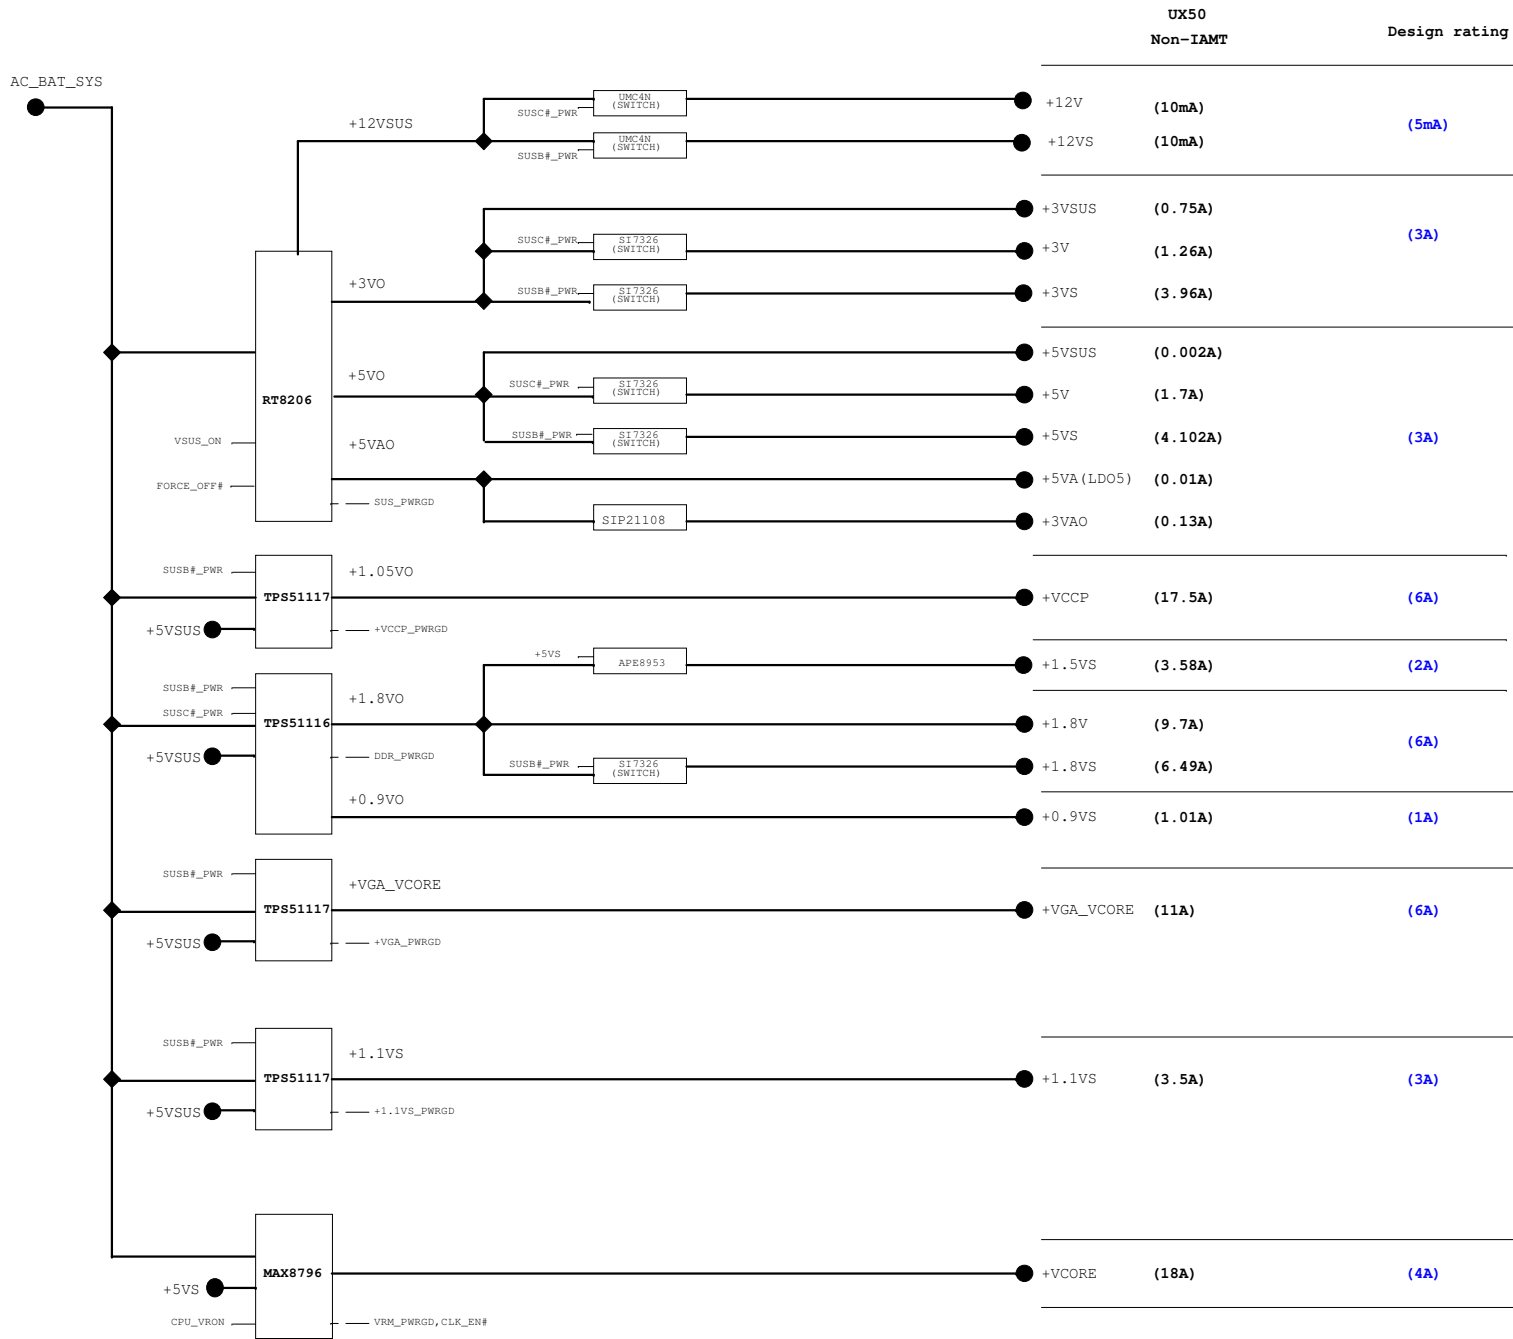 UX50
Non-IAMT
Design rating
AC_BAT_SYS
+12VSUS
SUSC#_PWR
UMC4N
(SWITCH)
+12V
(10mA)
(5mA)
SUSB#_PWR
UMC4N
(SWITCH)
+12VS
(10mA)
+3VSUS
(0.75A)
(3A)
SUSC#_PWR
SI7326
(SWITCH)
+3V
(1.26A)
+3VO
SUSB#_PWR
SI7326
(SWITCH)
+3VS
(3.96A)
+5VSUS
(0.002A)
+5VO
SUSC#_PWR
SI7326
(SWITCH)
+5V
(1.7A)
RT8206
VSUS_ON
+5VAO
SUSB#_PWR
SI7326
(SWITCH)
+5VS
(4.102A)
(3A)
FORCE_OFF#
SUS_PWRGD
+5VA(LDO5)
(0.01A)
SIP21108
+3VAO
(0.13A)
SUSB#_PWR
+1.05VO
TPS51117
+VCCP
(17.5A)
(6A)
+5VSUS
+VCCP_PWRGD
+5VS
APE8953
+1.5VS
(3.58A)
(2A)
SUSB#_PWR
+1.8VO
SUSC#_PWR
TPS51116
+1.8V
(9.7A)
(6A)
+5VSUS
DDR_PWRGD
SUSB#_PWR
SI7326
(SWITCH)
+1.8VS
(6.49A)
+0.9VO
+0.9VS
(1.01A)
(1A)
SUSB#_PWR
+VGA_VCORE
TPS51117
+VGA_VCORE
(11A)
(6A)
+5VSUS
+VGA_PWRGD
SUSB#_PWR
+1.1VS
TPS51117
+1.1VS
(3.5A)
(3A)
+5VSUS
+1.1VS_PWRGD
MAX8796
+VCORE
(18A)
(4A)
+5VS
CPU_VRON
VRM_PWRGD,CLK_EN#